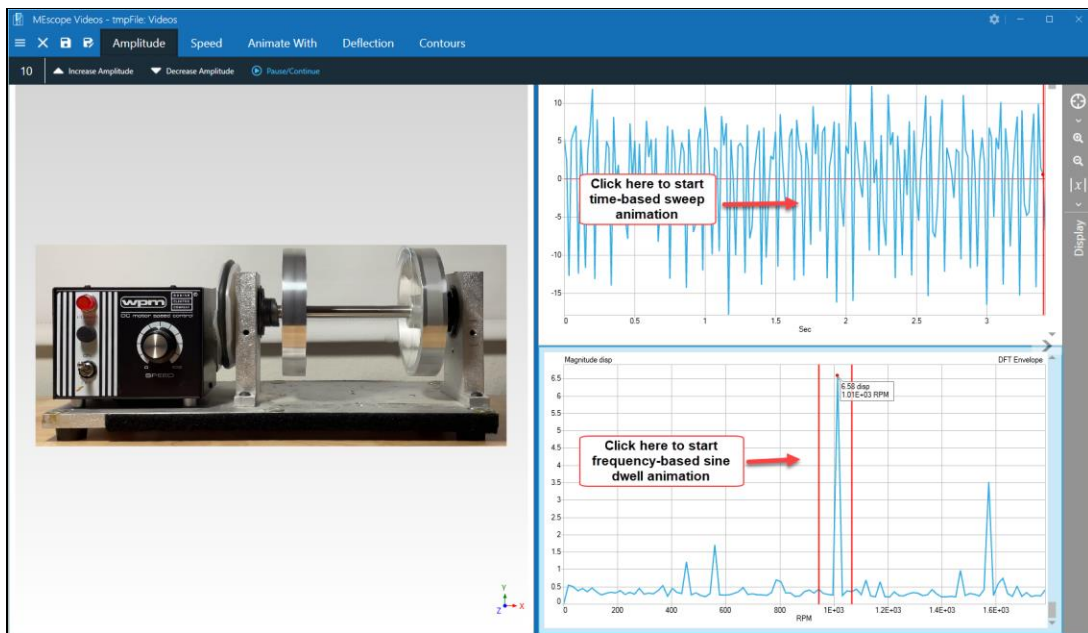 MEscope Videos - tmpFile: Videos
Amplitude Speed Animate With Deflection Contours
10 Increase Amplitude Decrease Amplitude Pause/Continue
10
5
0
-5
-10
-15
0 0.5 1 1.5 2 2.5 3
Sec
Click here to start
time-based sweep
animation
|x|
Display
wpm
DC motor speed control
SPEED
Y
Z X
Magnitude disp DFT Envelope
6.5
6
5.5
5
4.5
4
3.5
3
2.5
2
1.5
1
0.5
0
6.58 disp
1.01E+03 RPM
Click here to start
frequency-based sine
dwell animation
0 200 400 600 800 1E+03 1.2E+03 1.4E+03 1.6E+03
RPM